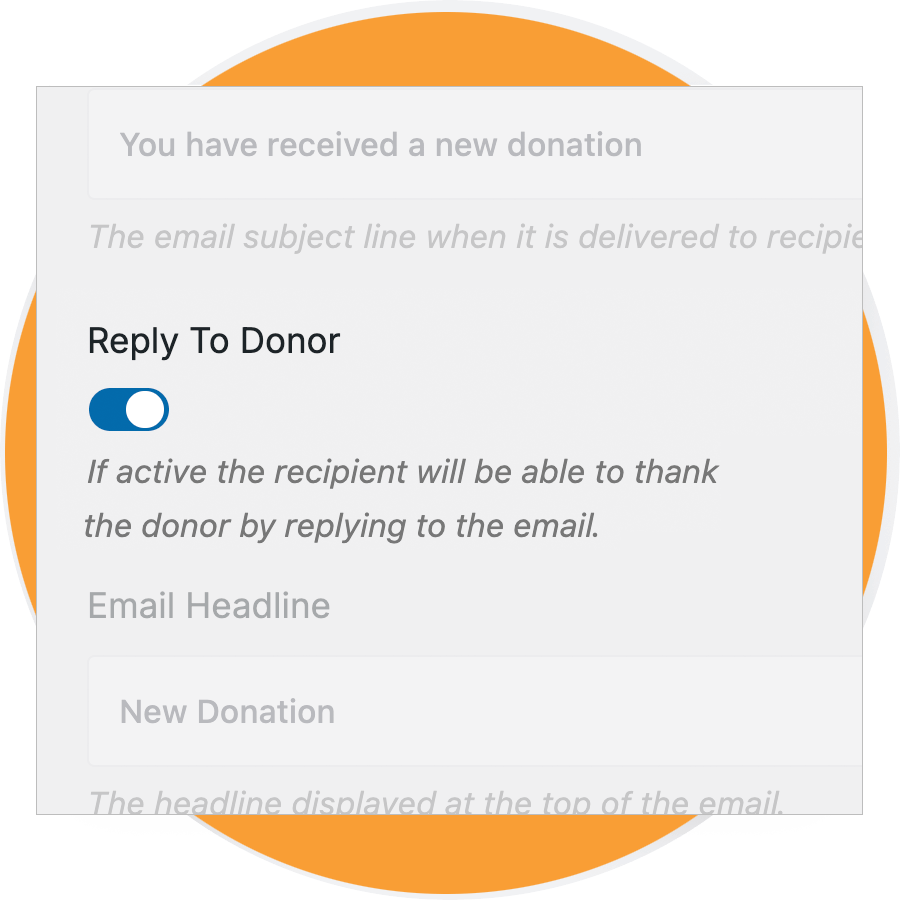 You have received a new donation
The email subject line when it is delivered to
Reply To Donor
If active the recipient will be able to thank
the donor by replying to the email.
Email Headline
New Donation
The headline displayed at the top of the email.